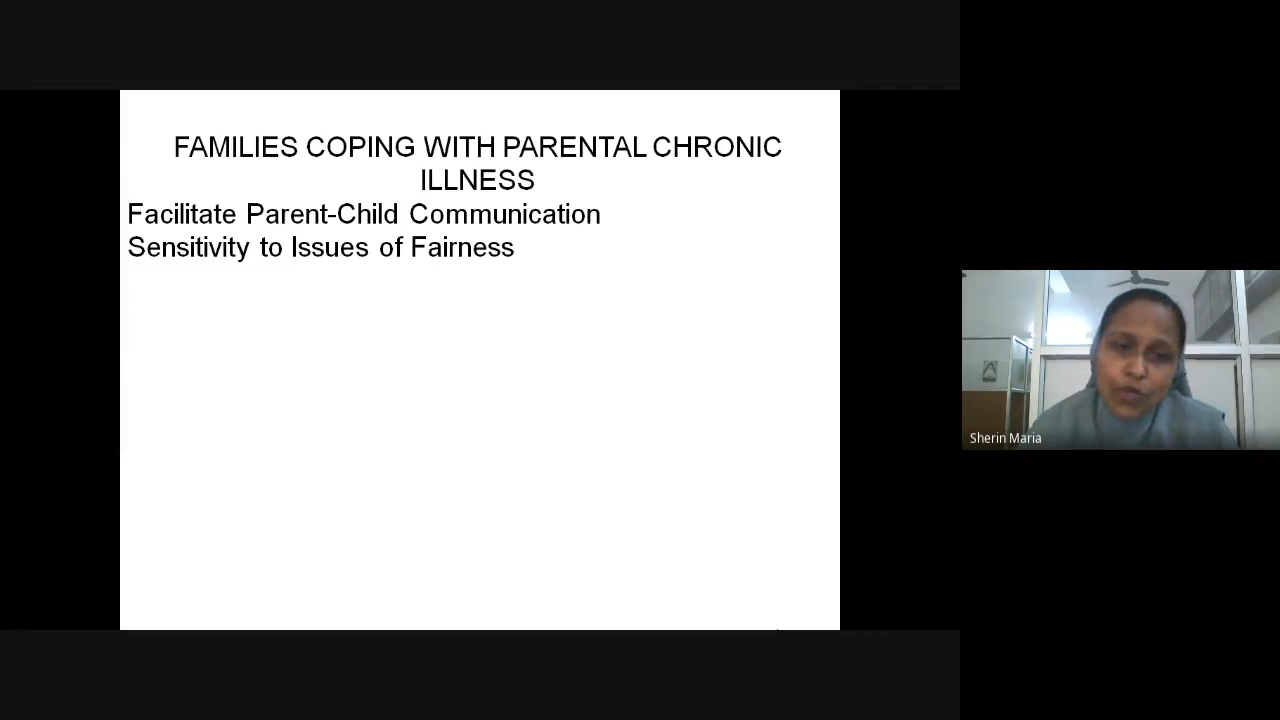 FAMILIES COPING WITH PARENTAL CHRONIC
ILLNESS
Facilitate Parent-Child Communication
Sensitivity to Issues of Fairness
Sherin Maria